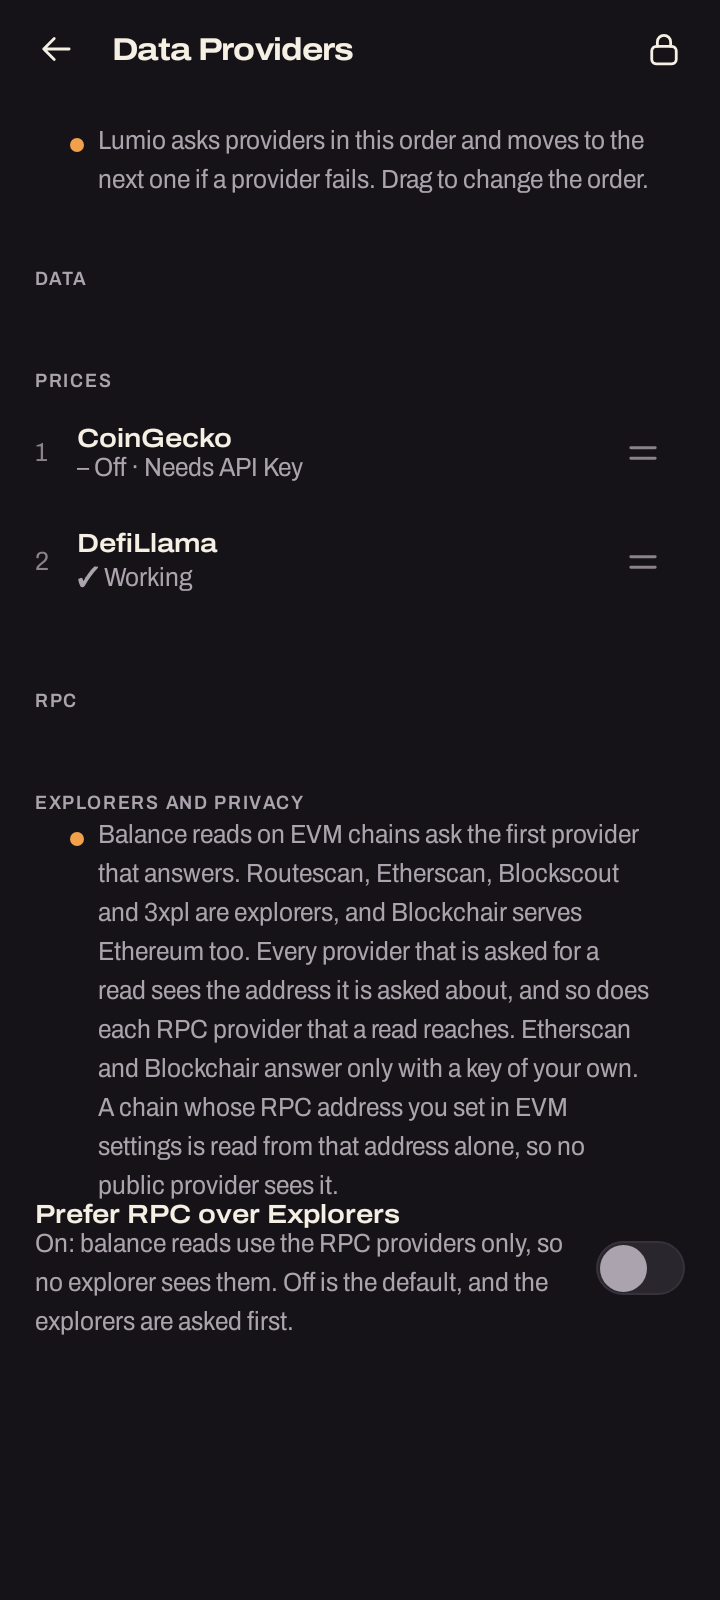 Data Providers
Lumio asks providers in this order and moves to the
next one if a provider fails. Drag to change the order.
DATA
PRICES
1
CoinGecko
– Off · Needs API Key
2
DefiLlama
✓ Working
RPC
EXPLORERS AND PRIVACY
Balance reads on EVM chains ask the first provider
that answers. Routescan, Etherscan, Blockscout
and 3xpl are explorers, and Blockchair serves
Ethereum too. Every provider that is asked for a
read sees the address it is asked about, and so does
each RPC provider that a read reaches. Etherscan
and Blockchair answer only with a key of your own.
A chain whose RPC address you set in EVM
settings is read from that address alone, so no
public provider sees it.
Prefer RPC over Explorers
On: balance reads use the RPC providers only, so
no explorer sees them. Off is the default, and the
explorers are asked first.